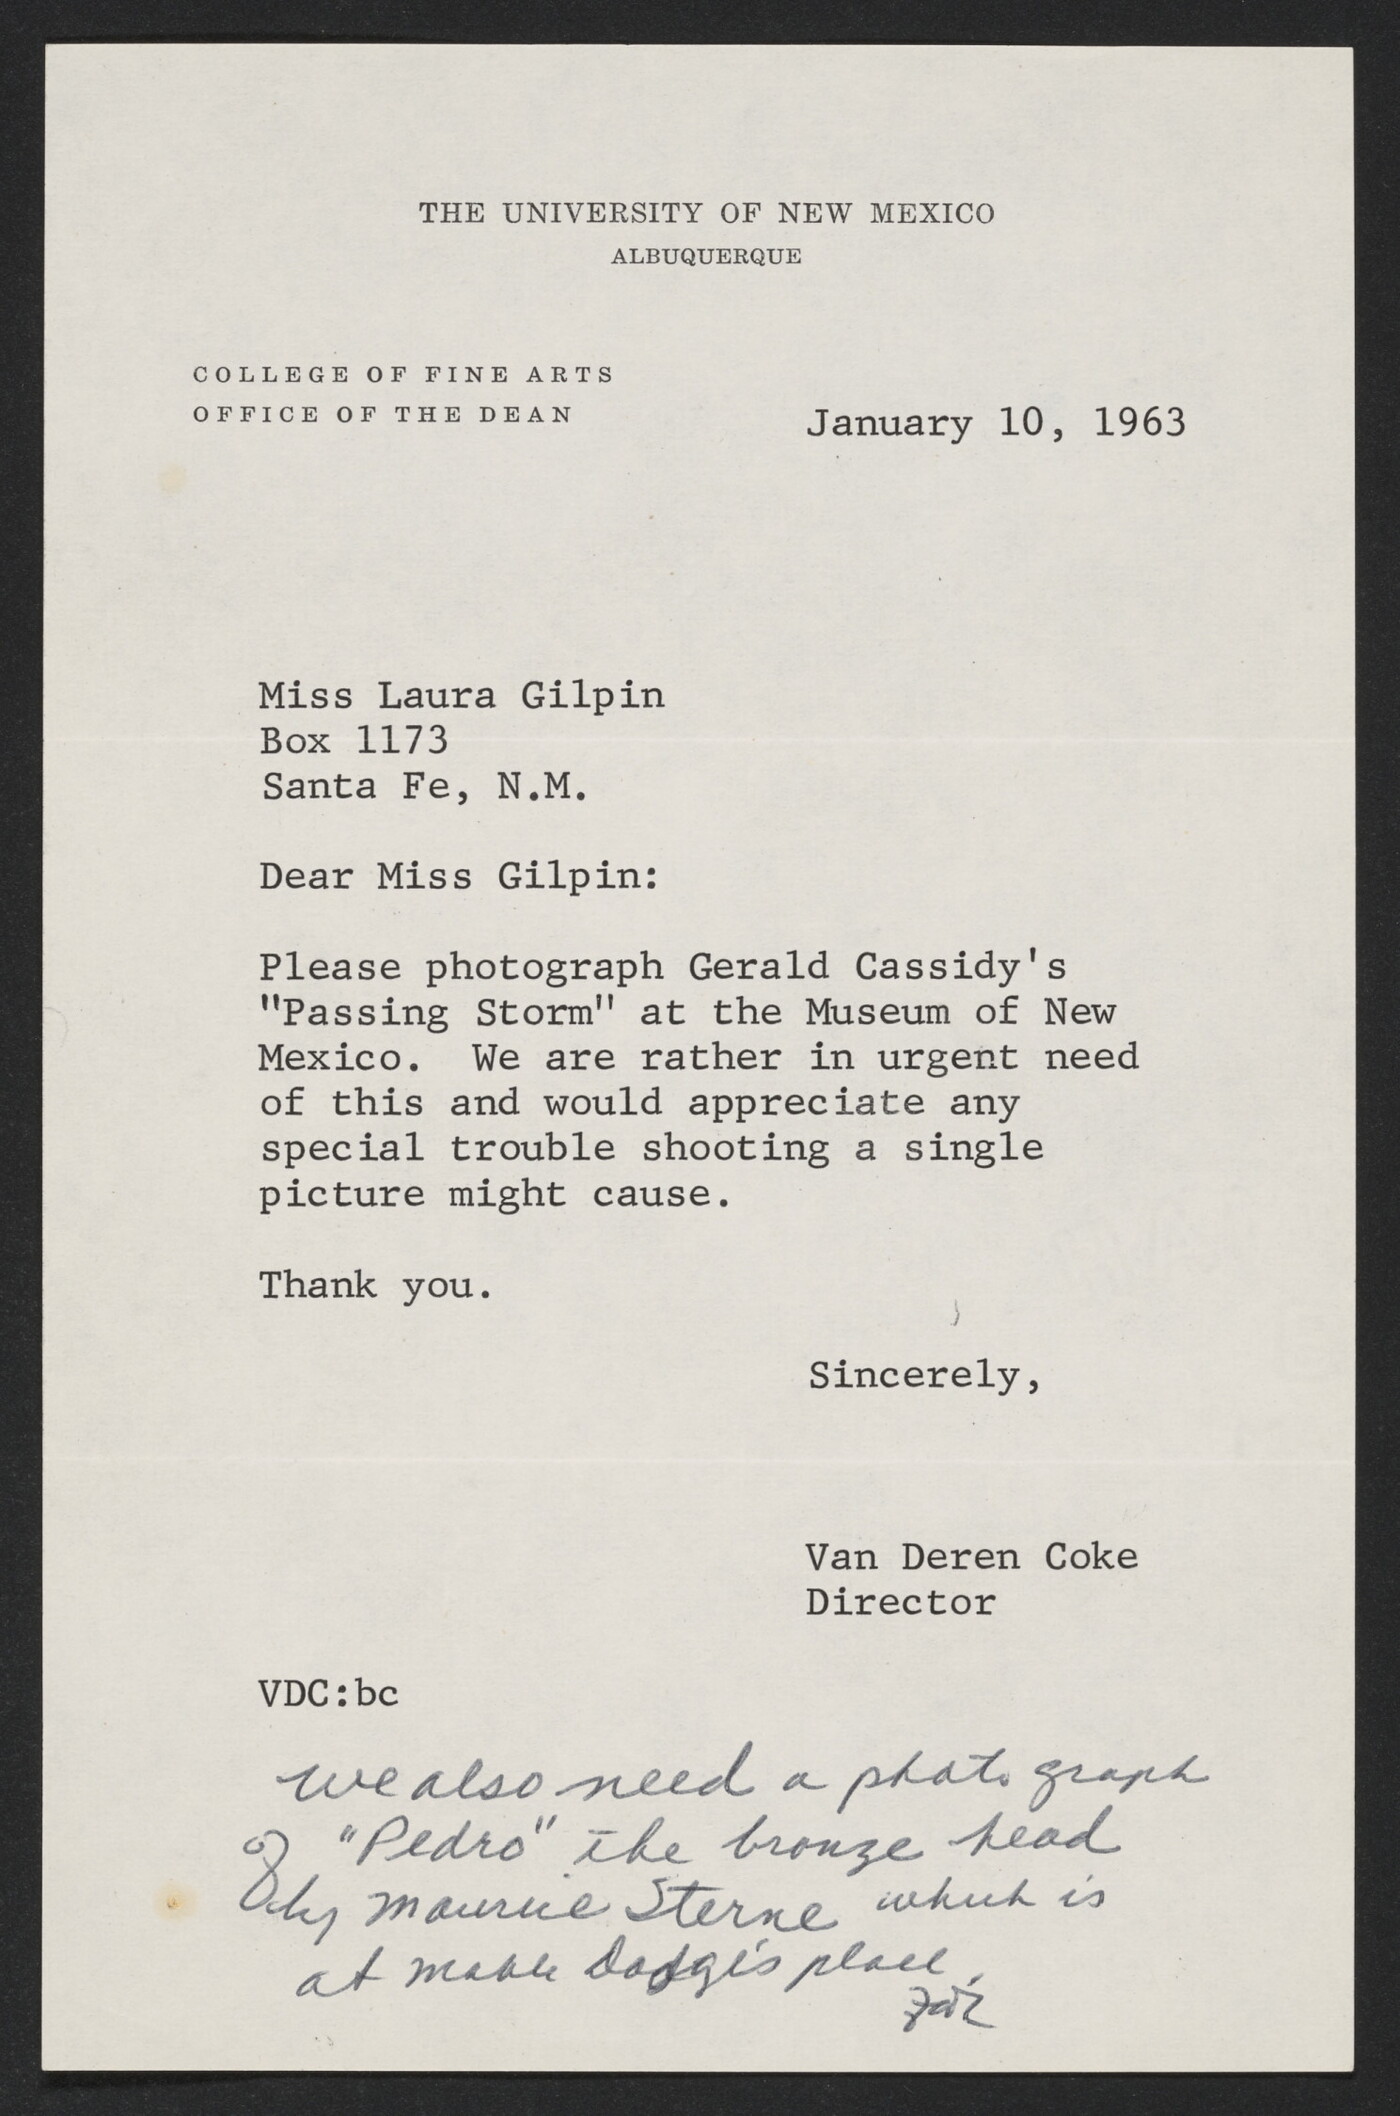 THE UNIVERSITY OF NEW MEXICO
ALBUQUERQUE
COLLEGE OF FINE ARTS
OFFICE OF THE DEAN
January 10, 1963
Miss Laura Gilpin
Box 1173
Santa Fe, N.M.
Dear Miss Gilpin:
Please photograph Gerald Cassidy's
"Passing Storm" at the Museum of New
Mexico. We are rather in urgent need
of this and would appreciate any
special trouble shooting a single
picture might cause.
Thank you.
Sincerely,
Van Deren Coke
Director
VDC:bc
We also need a photograph
of "Pedro" the bronze head
by Maurice Sterne which is
at Mable Dodge's place.